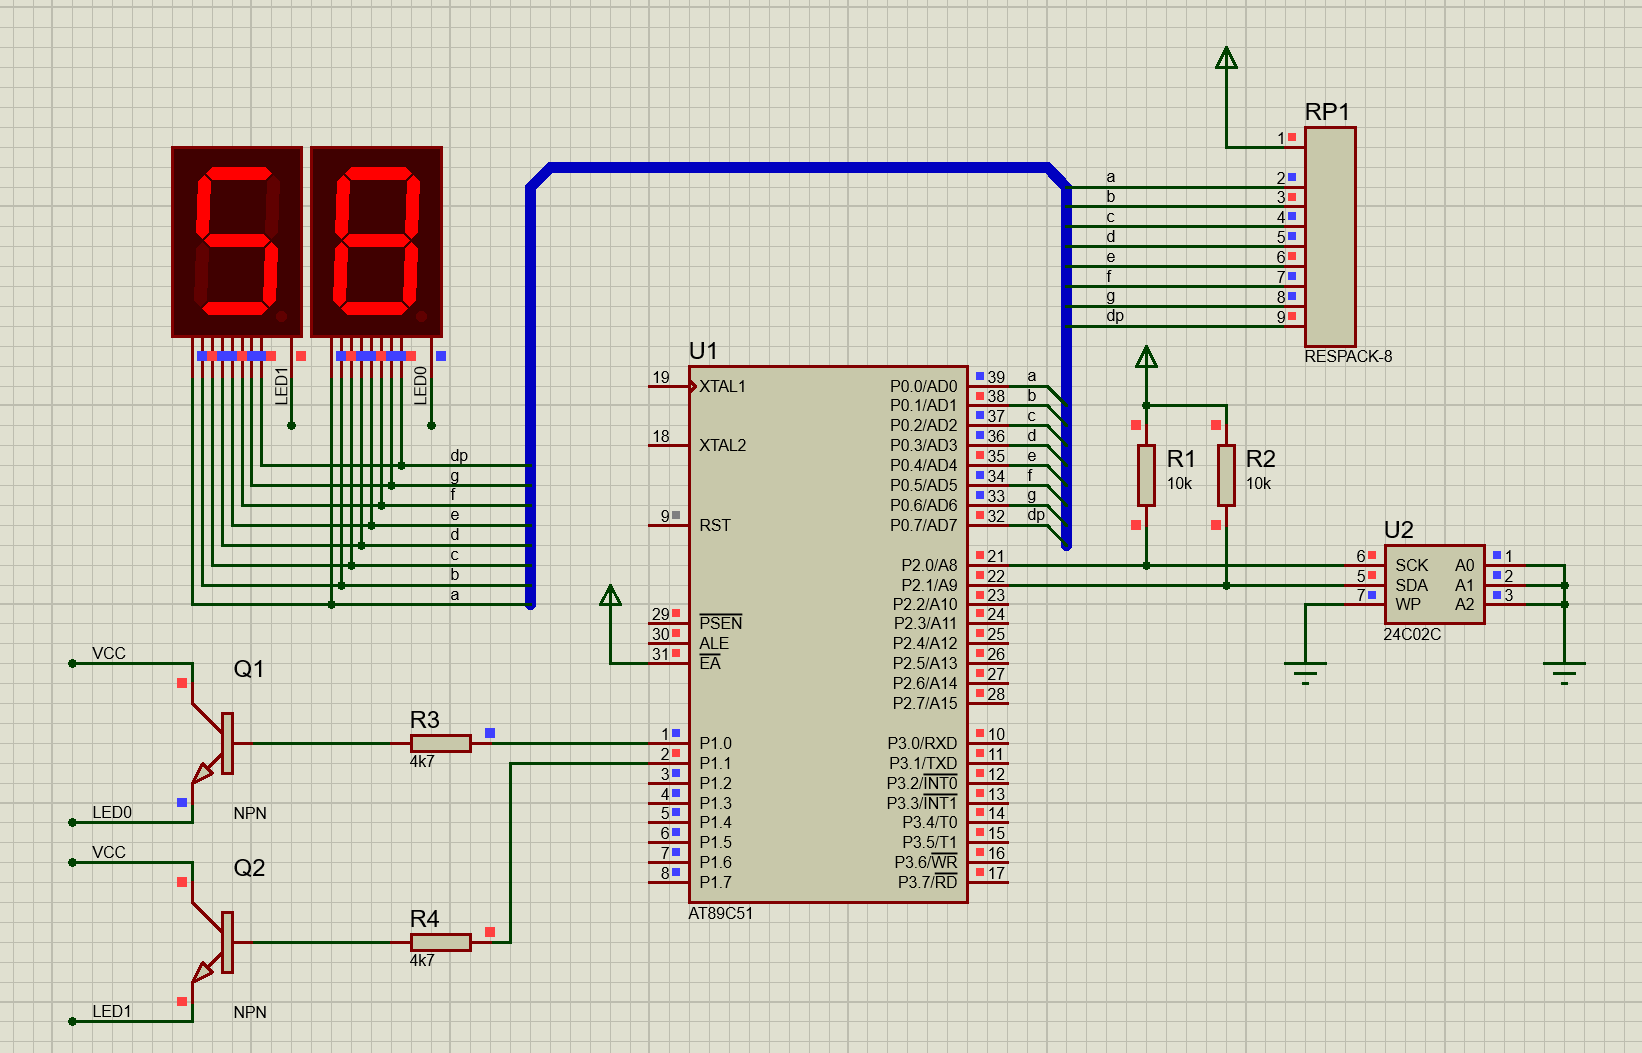 RP1
1
a 2
b 3
c 4
d 5
e 6
f 7
g 8
dp 9
RESPACK-8
LED1
LED0
dp
g
f
e
d
c
b
a
U1
19 XTAL1
18 XTAL2
9 RST
29 PSEN
30 ALE
31 EA
1 P1.0
2 P1.1
3 P1.2
4 P1.3
5 P1.4
6 P1.5
7 P1.6
8 P1.7
P0.0/AD0 39 a
P0.1/AD1 38 b
P0.2/AD2 37 c
P0.3/AD3 36 d
P0.4/AD4 35 e
P0.5/AD5 34 f
P0.6/AD6 33 g
P0.7/AD7 32 dp
P2.0/A8 21
P2.1/A9 22
P2.2/A10 23
P2.3/A11 24
P2.4/A12 25
P2.5/A13 26
P2.6/A14 27
P2.7/A15 28
P3.0/RXD 10
P3.1/TXD 11
P3.2/INT0 12
P3.3/INT1 13
P3.4/T0 14
P3.5/T1 15
P3.6/WR 16
P3.7/RD 17
AT89C51
R1
10k
R2
10k
U2
6 SCK A0 1
5 SDA A1 2
7 WP A2 3
24C02C
VCC
Q1
R3
4k7
LED0
NPN
VCC
Q2
R4
4k7
LED1
NPN